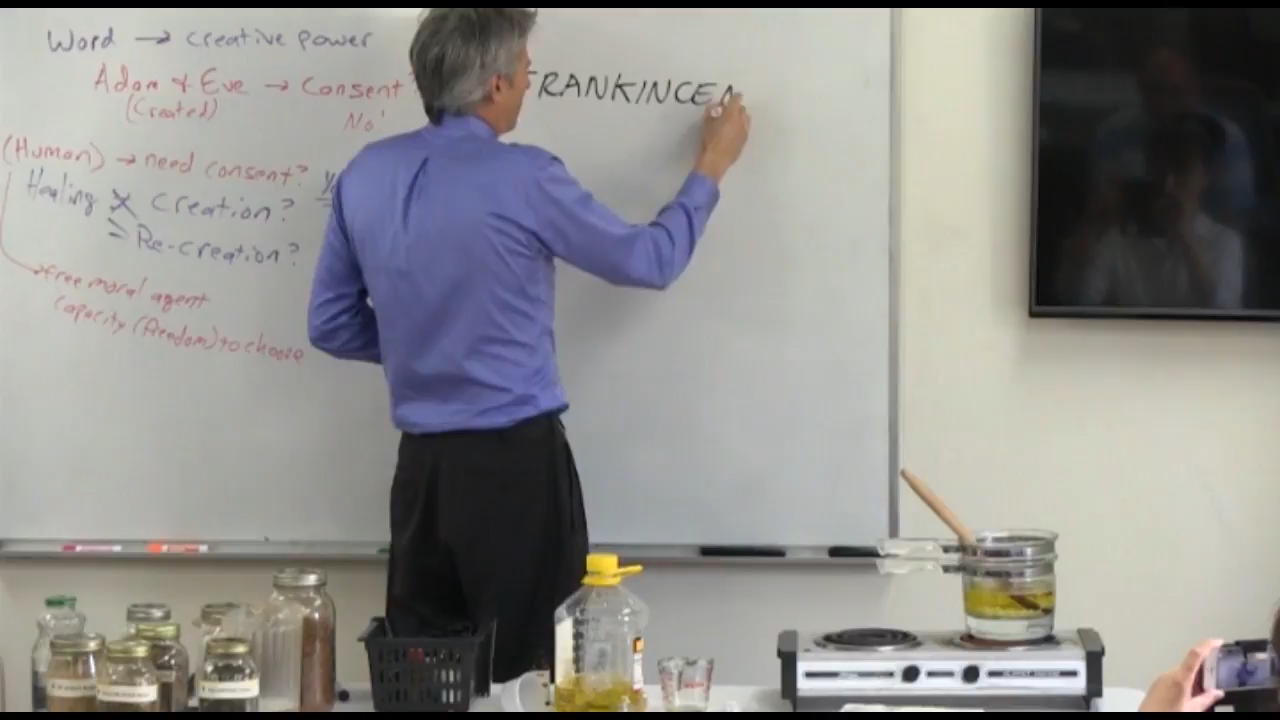 Word → creative power
Adam & Eve → Consent
(Created)
No!
(Human) → need consent?
Healing X Creation?
Re-creation?
free moral agent
capacity (freedom) to choose
FRANKINCEN